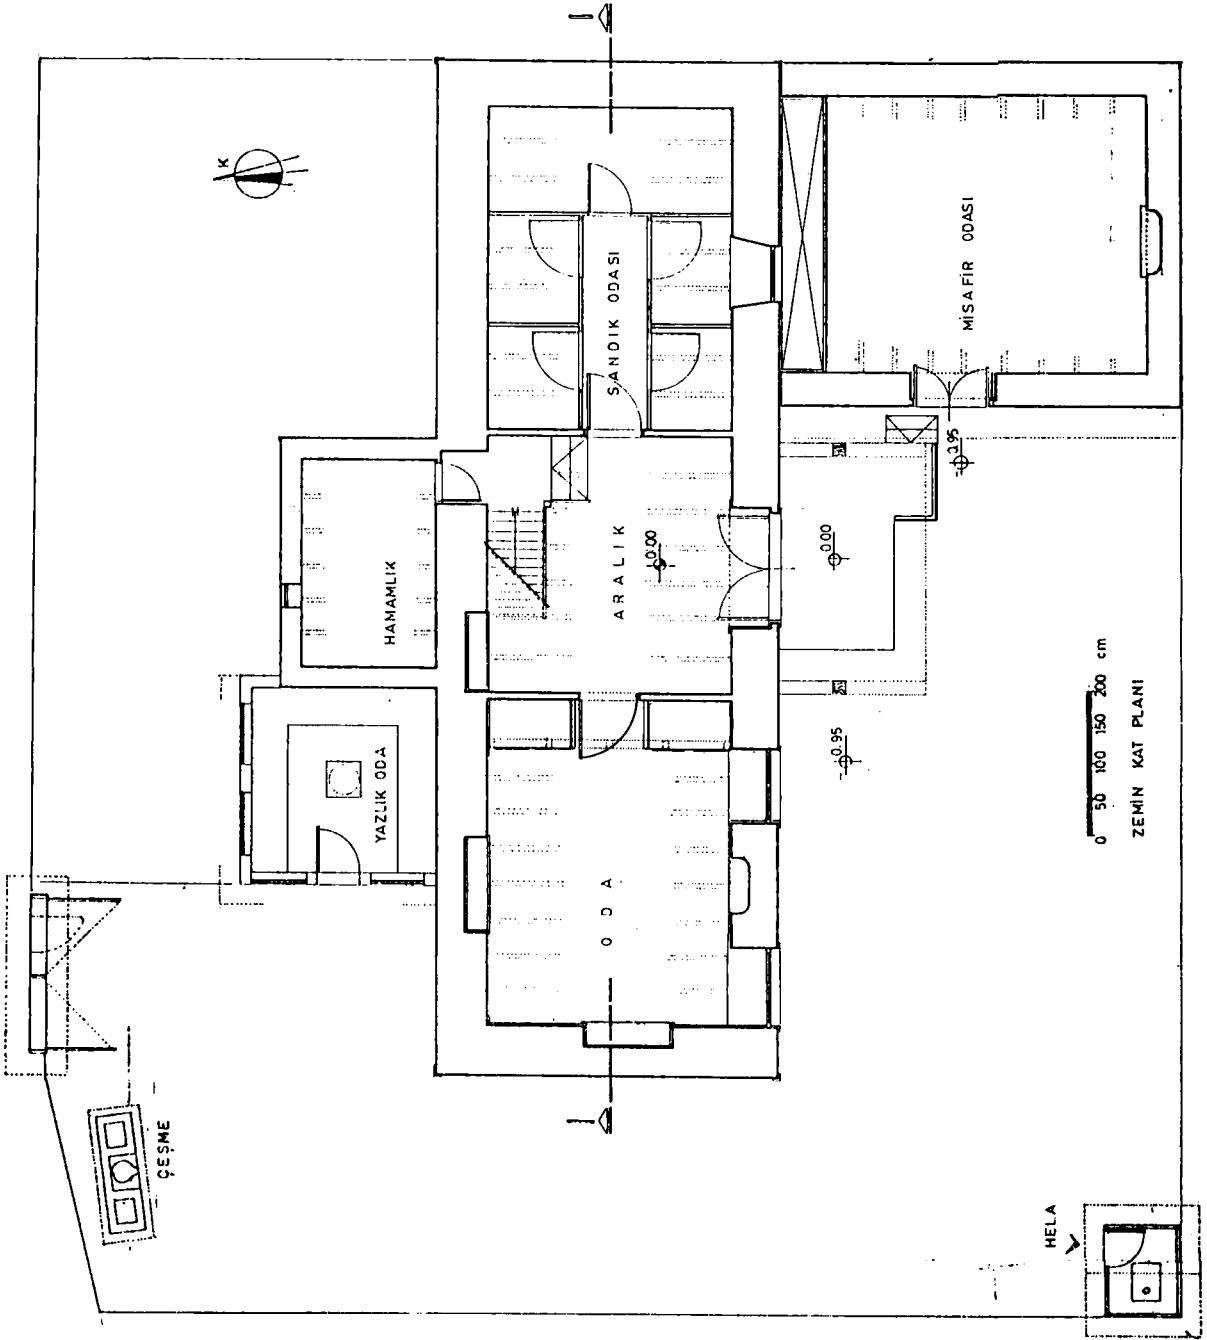 K
SANDIK ODASI
MİSAFİR ODASI
0.95
HAMAMLIK
ARALIK
0.00
0.00
YAZLIK ODA
0.95
ODA
0 50 100 150 200 cm
ZEMİN KAT PLANI
ÇEŞME
HELA